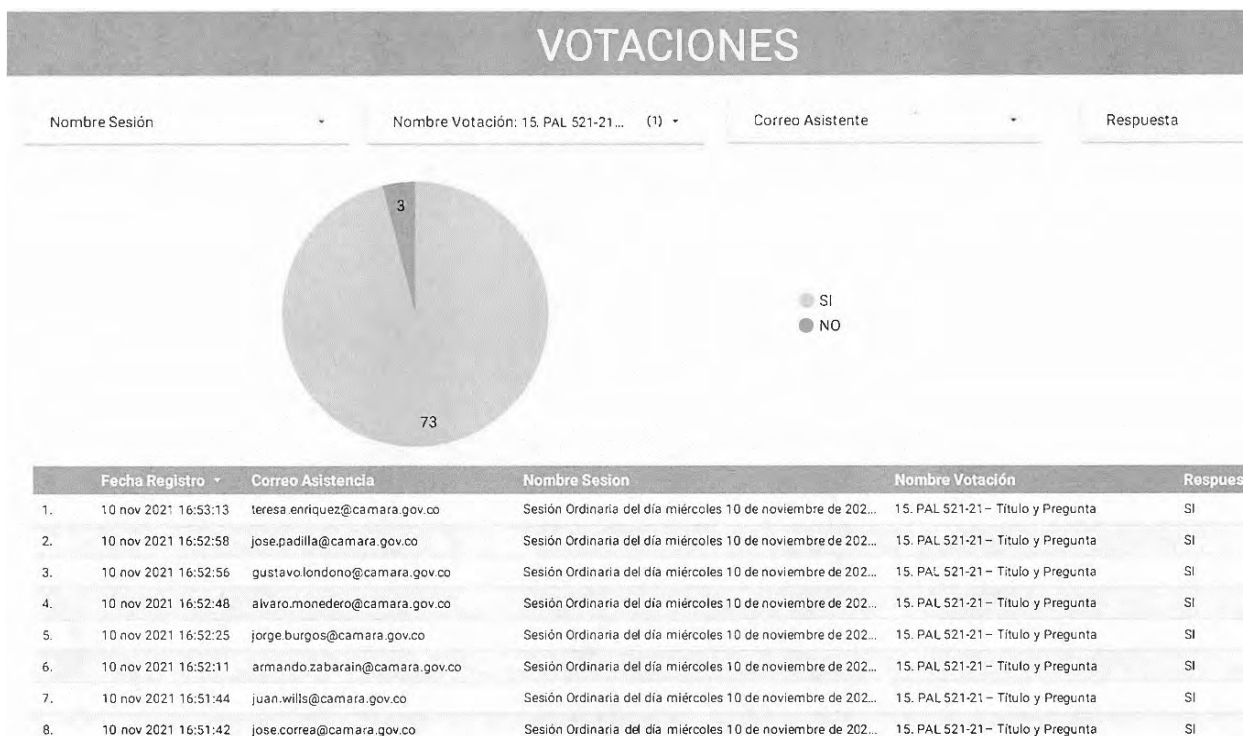 VOTACIONES
Nombre Sesión Nombre Votación: 15. PAL 521-21... (1) Correo Asistente Respuesta
3
SI
NO
73
Fecha Registro Correo Asistencia Nombre Sesion Nombre Votación Respues
1. 10 nov 2021 16:53:13 teresa.enriquez@camara.gov.co Sesión Ordinaria del día miércoles 10 de noviembre de 202... 15. PAL 521-21 – Título y Pregunta SI
2. 10 nov 2021 16:52:58 jose.padilla@camara.gov.co Sesión Ordinaria del día miércoles 10 de noviembre de 202... 15. PAL 521-21 – Título y Pregunta SI
3. 10 nov 2021 16:52:56 gustavo.londono@camara.gov.co Sesión Ordinaria del día miércoles 10 de noviembre de 202... 15. PAL 521-21 – Título y Pregunta SI
4. 10 nov 2021 16:52:48 alvaro.monedero@camara.gov.co Sesión Ordinaria del día miércoles 10 de noviembre de 202... 15. PAL 521-21 – Título y Pregunta SI
5. 10 nov 2021 16:52:25 jorge.burgos@camara.gov.co Sesión Ordinaria del día miércoles 10 de noviembre de 202... 15. PAL 521-21 – Título y Pregunta SI
6. 10 nov 2021 16:52:11 armando.zabarain@camara.gov.co Sesión Ordinaria del día miércoles 10 de noviembre de 202... 15. PAL 521-21 – Título y Pregunta SI
7. 10 nov 2021 16:51:44 juan.wills@camara.gov.co Sesión Ordinaria del día miércoles 10 de noviembre de 202... 15. PAL 521-21 – Título y Pregunta SI
8. 10 nov 2021 16:51:42 jose.correa@camara.gov.co Sesión Ordinaria del día miércoles 10 de noviembre de 202... 15. PAL 521-21 – Título y Pregunta SI